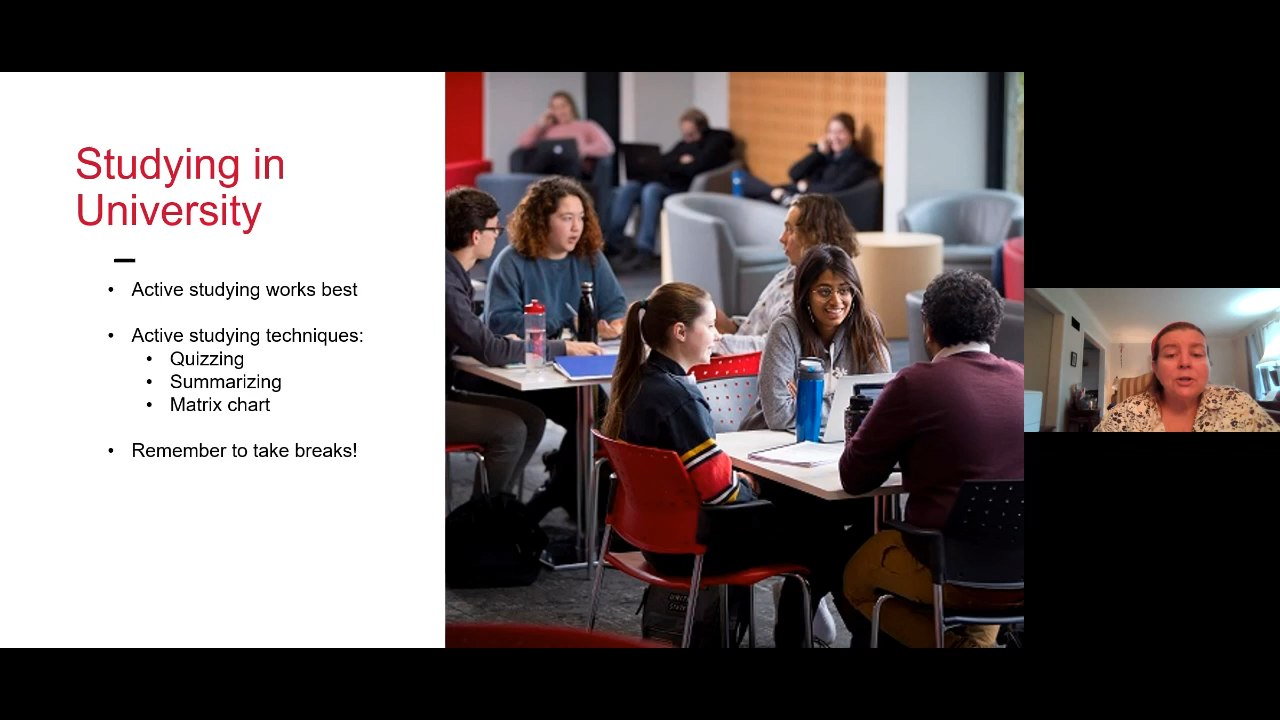 Studying in
University
Active studying works best
Active studying techniques:
Quizzing
Summarizing
Matrix chart
Remember to take breaks!